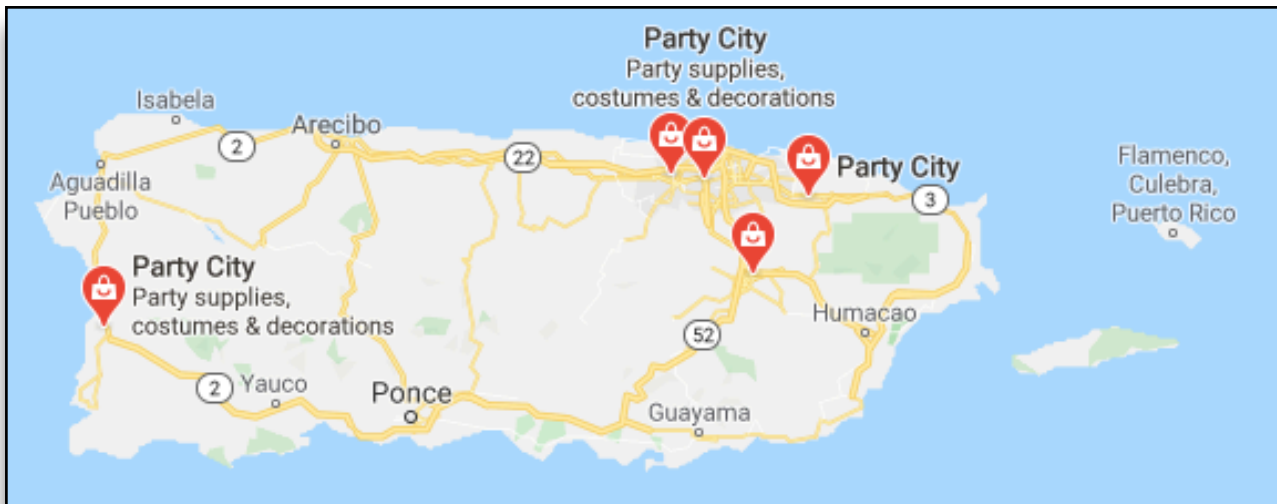 Party City
Party supplies,
costumes & decorations
Isabela
Arecibo
2
22
Aguadilla
Pueblo
Party City
3
Flamenco,
Culebra,
Puerto Rico
Party City
Party supplies,
costumes & decorations
52
Humacao
2
Yauco
Ponce
Guayama